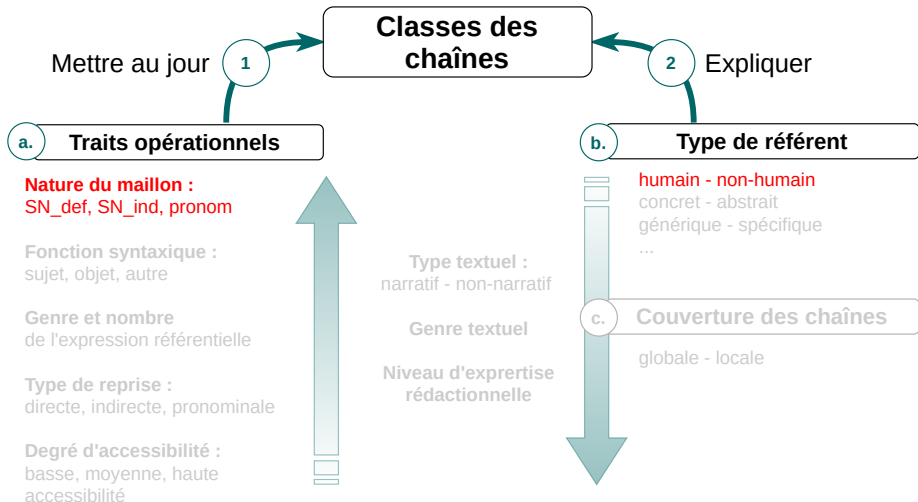 Classes des
chaînes
Mettre au jour
1
2
Expliquer
a.
Traits opérationnels
Nature du maillon :
SN_def, SN_ind, pronom
Fonction syntaxique :
sujet, objet, autre
Genre et nombre
de l'expression référentielle
Type de reprise :
directe, indirecte, pronominale
Degré d'accessibilité :
basse, moyenne, haute
accessibilité
Type textuel :
narratif - non-narratif
Genre textuel
Niveau d'exprertise
rédactionnelle
b.
Type de référent
humain - non-humain
concret - abstrait
générique - spécifique
...
c.
Couverture des chaînes
globale - locale